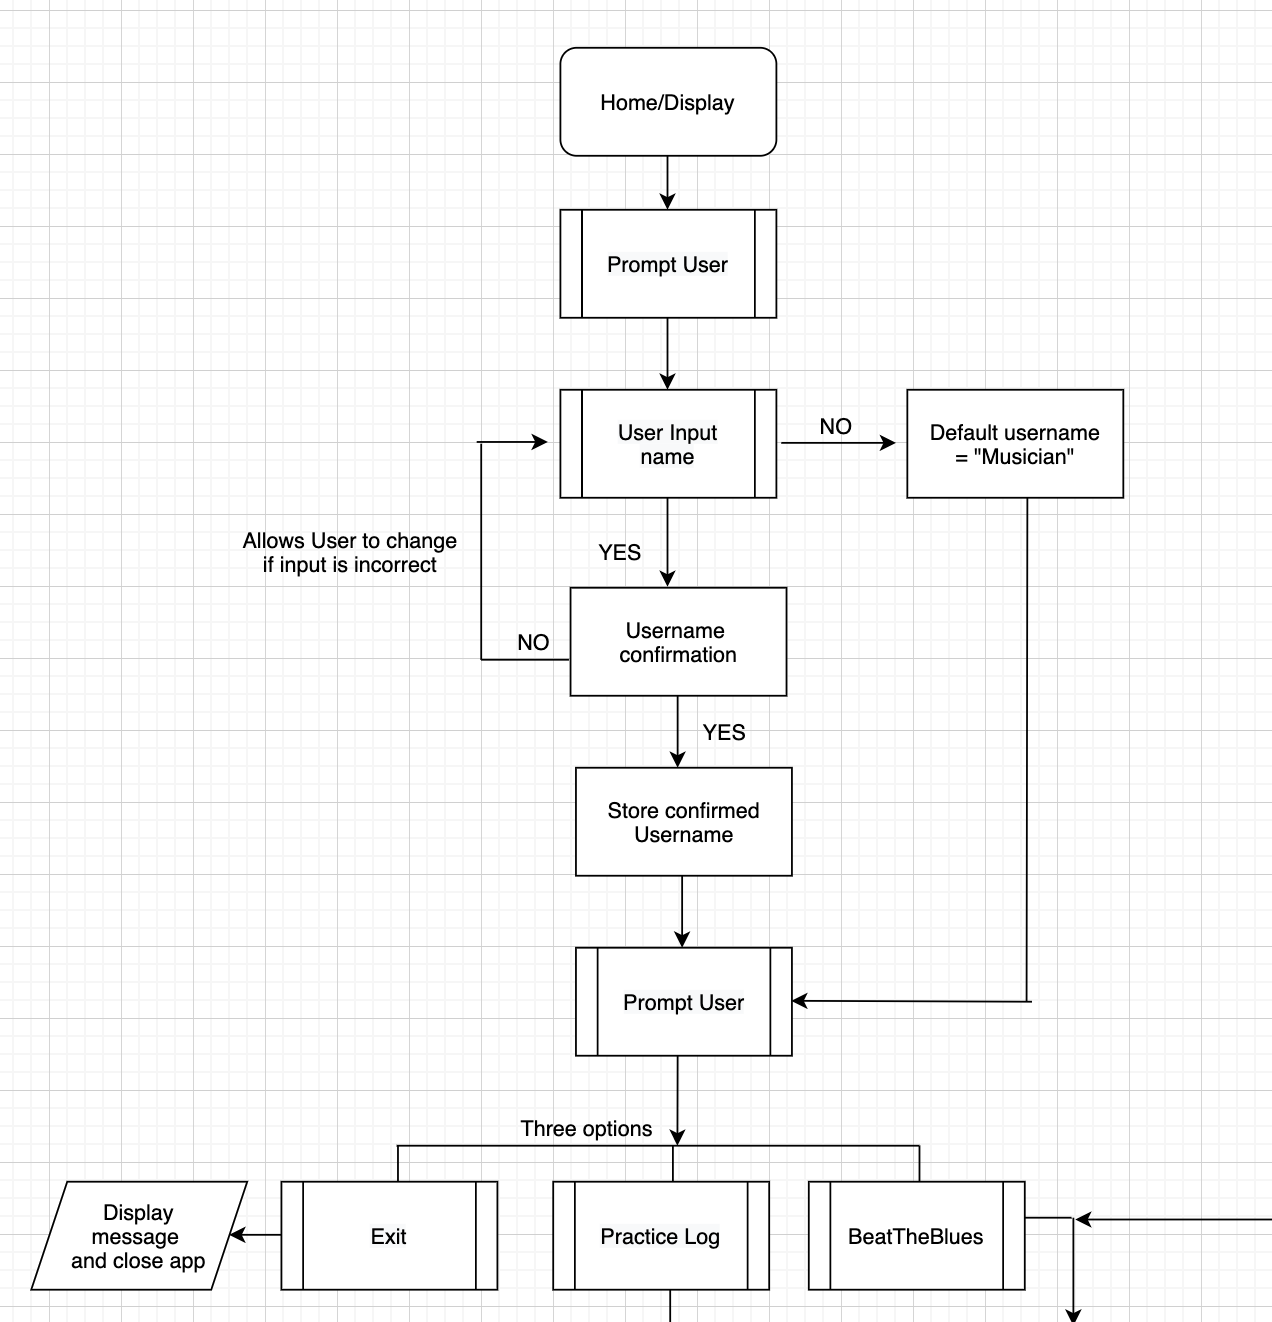 Home/Display
Prompt User
User Input
name
NO
Default username
= "Musician"
Allows User to change
if input is incorrect
YES
NO
Username
confirmation
YES
Store confirmed
Username
Prompt User
Three options
Display
message
and close app
Exit
Practice Log
BeatTheBlues